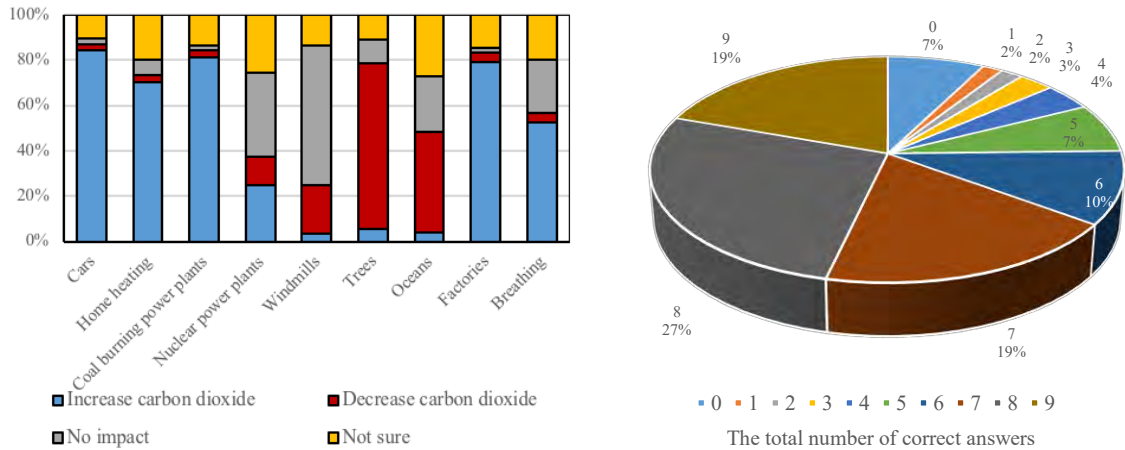 100%
80%
60%
40%
20%
0%
Cars
Home heating
Coal burning power plants
Nuclear power plants
Windmills
Trees
Oceans
Factories
Breathing
Increase carbon dioxide
Decrease carbon dioxide
No impact
Not sure
0
7%
1
2%
2
2%
3
3%
4
4%
5
7%
6
10%
7
19%
8
27%
9
19%
0 1 2 3 4 5 6 7 8 9
The total number of correct answers